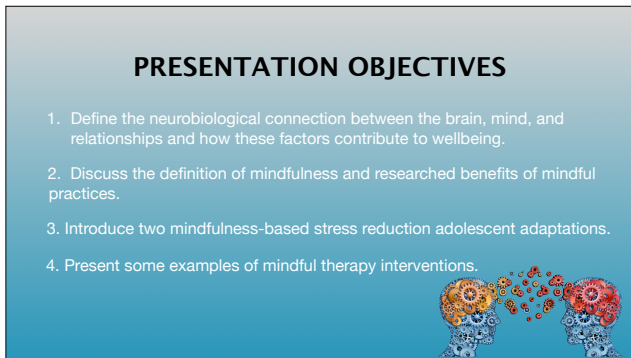 PRESENTATION OBJECTIVES
1. Define the neurobiological connection between the brain, mind, and
relationships and how these factors contribute to wellbeing.
2. Discuss the definition of mindfulness and researched benefits of mindful
practices.
3. Introduce two mindfulness-based stress reduction adolescent adaptations.
4. Present some examples of mindful therapy interventions.